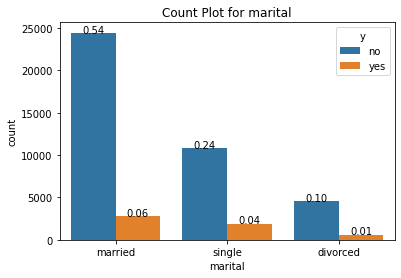 Count Plot for marital
y
no
yes
25000
20000
15000
10000
5000
0
count
0.54
0.06
0.24
0.04
0.10
0.01
married
single
divorced
marital